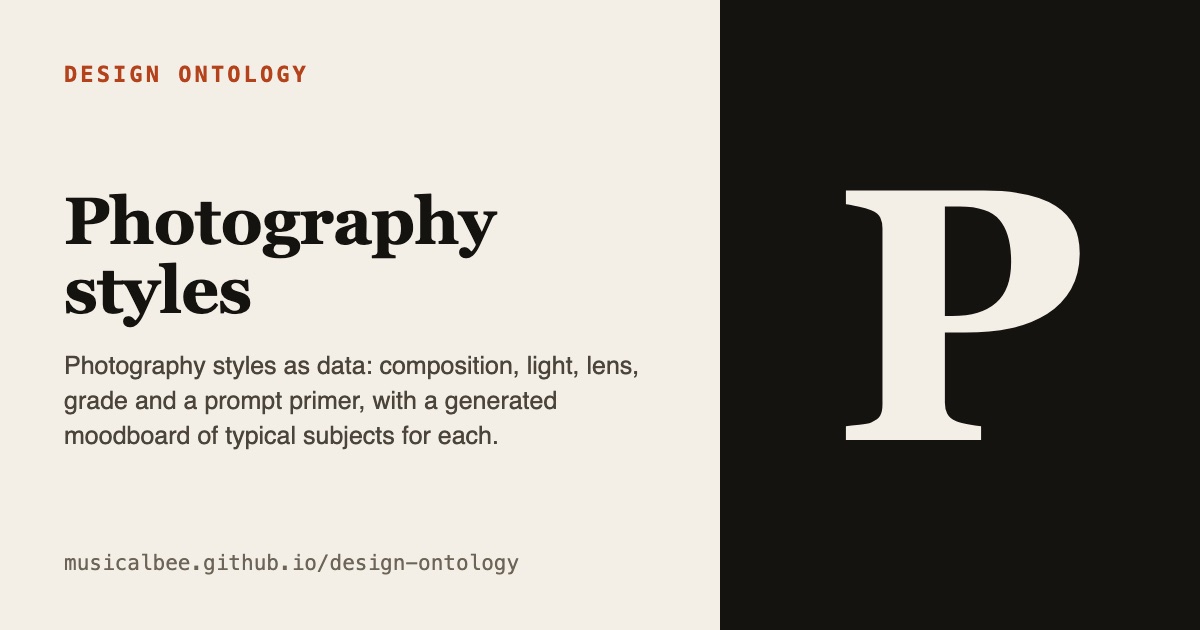 DESIGN ONTOLOGY
Photography
styles
Photography styles as data: composition, light, lens,
grade and a prompt primer, with a generated
moodboard of typical subjects for each.
musicalbee.github.io/design-ontology
P